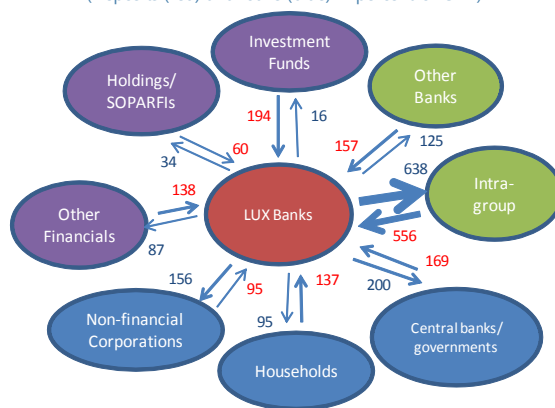 Investment
Funds
Holdings/
SOPARFIs
Other
Banks
194
16
60
34
157
125
638
138
LUX Banks
Intra-
group
Other
Financials
556
87
169
156
137
200
95
95
Non-financial
Corporations
Central banks/
governments
Households